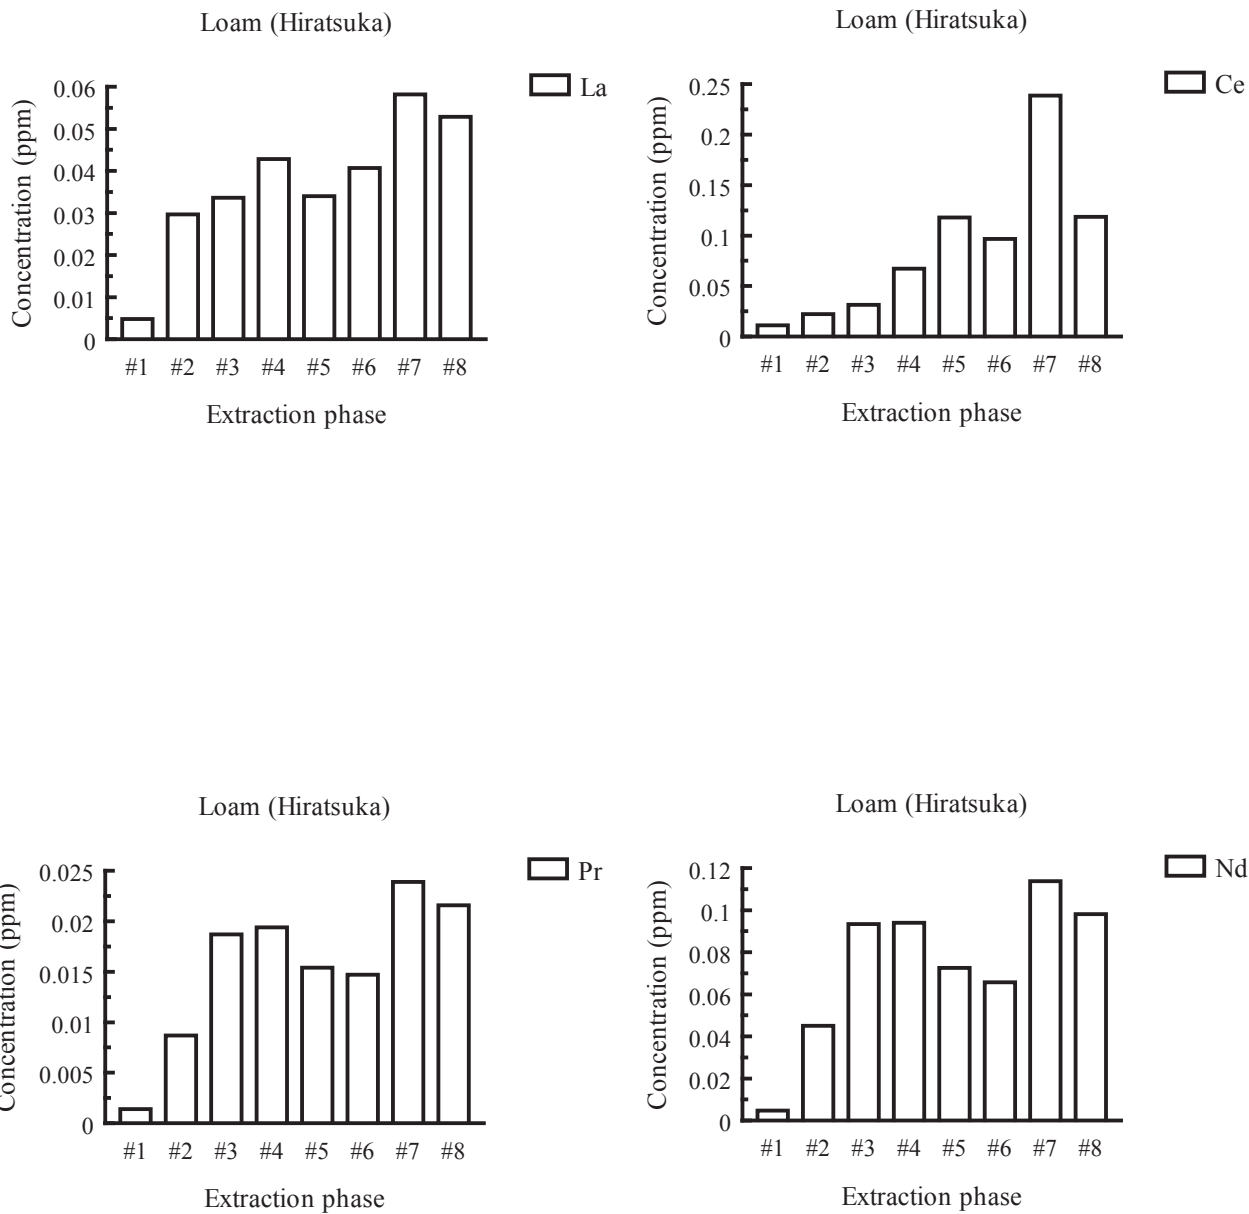 Loam (Hiratsuka)
La
Concentration (ppm)
0.06
0.05
0.04
0.03
0.02
0.01
0
#1 #2 #3 #4 #5 #6 #7 #8
Extraction phase
Loam (Hiratsuka)
Ce
Concentration (ppm)
0.25
0.2
0.15
0.1
0.05
0
#1 #2 #3 #4 #5 #6 #7 #8
Extraction phase
Loam (Hiratsuka)
Pr
Concentration (ppm)
0.025
0.02
0.015
0.01
0.005
0
#1 #2 #3 #4 #5 #6 #7 #8
Extraction phase
Loam (Hiratsuka)
Nd
Concentration (ppm)
0.12
0.1
0.08
0.06
0.04
0.02
0
#1 #2 #3 #4 #5 #6 #7 #8
Extraction phase